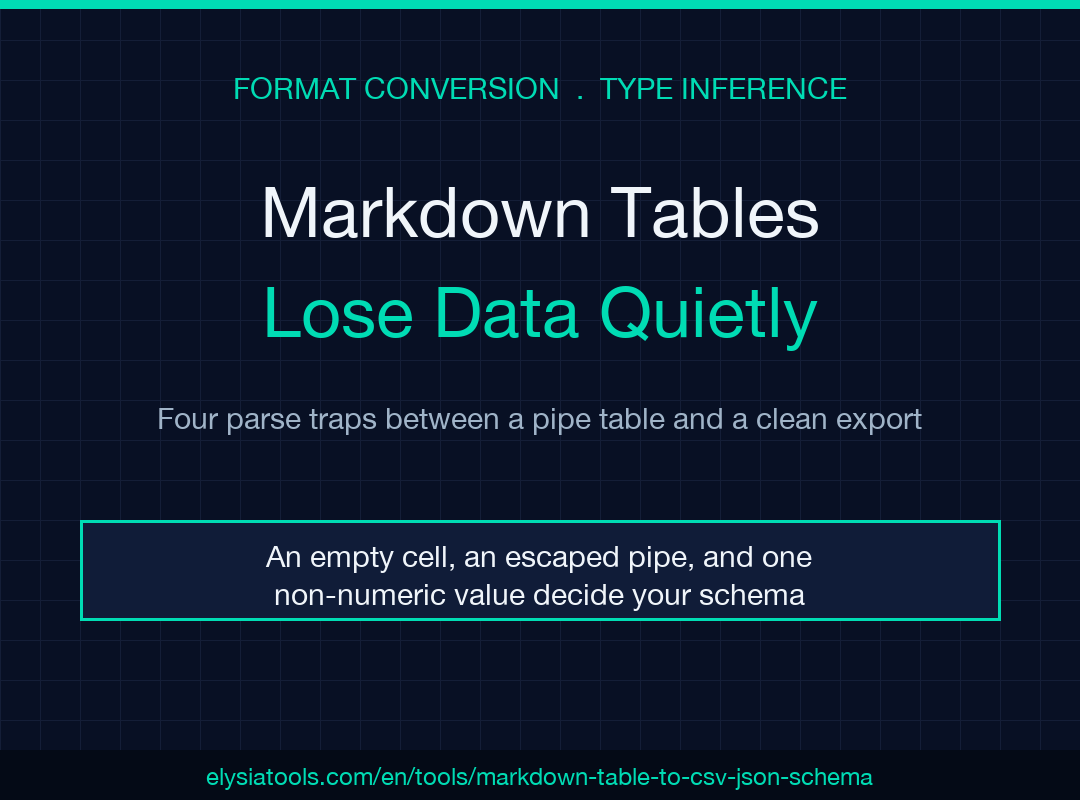 FORMAT CONVERSION . TYPE INFERENCE
Markdown Tables
Lose Data Quietly
Four parse traps between a pipe table and a clean export
An empty cell, an escaped pipe, and one
non-numeric value decide your schema
elysiatools.com/en/tools/markdown-table-to-csv-json-schema